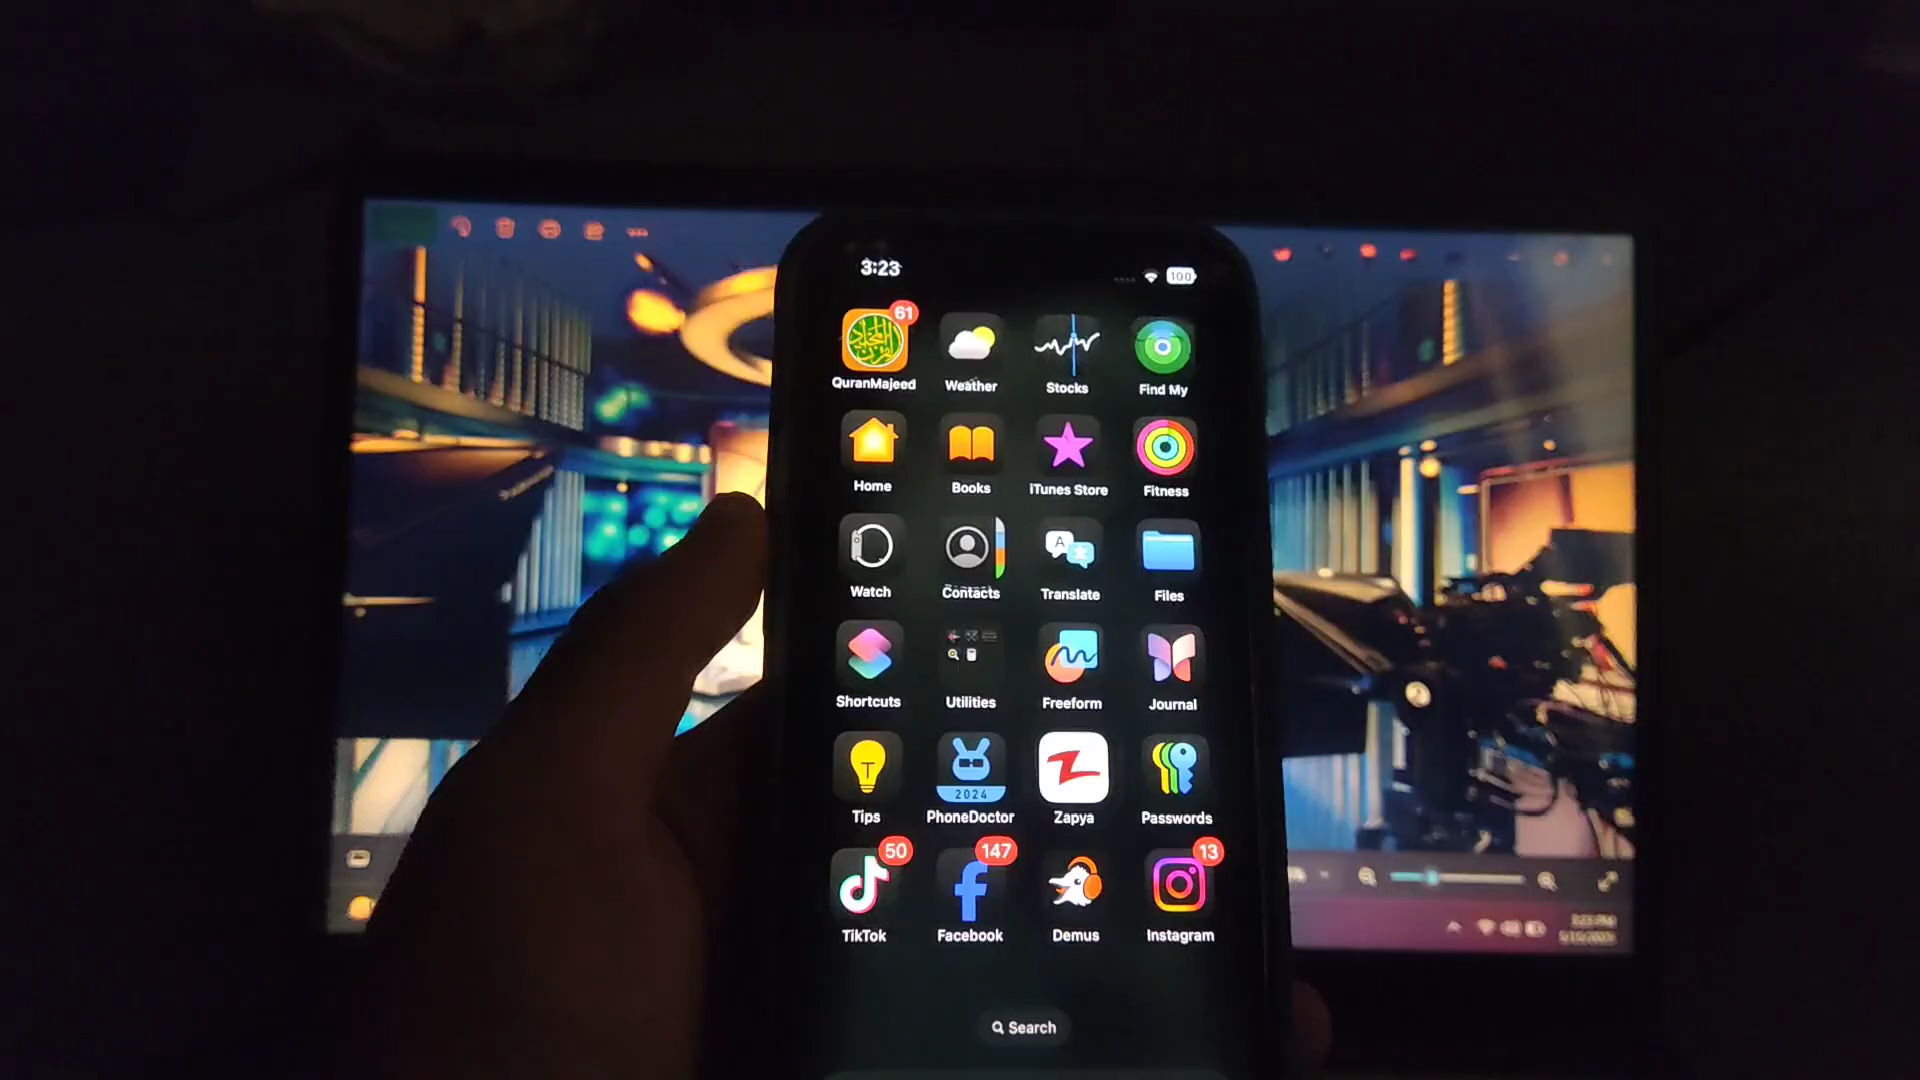 3:23
100
61
QuranMajeed Weather Stocks Find My
Home Books iTunes Store Fitness
Watch Contacts Translate Files
Shortcuts Utilities Freeform Journal
T
2024
Tips PhoneDoctor Zapya Passwords
50 147 13
TikTok Facebook Demus Instagram
Search